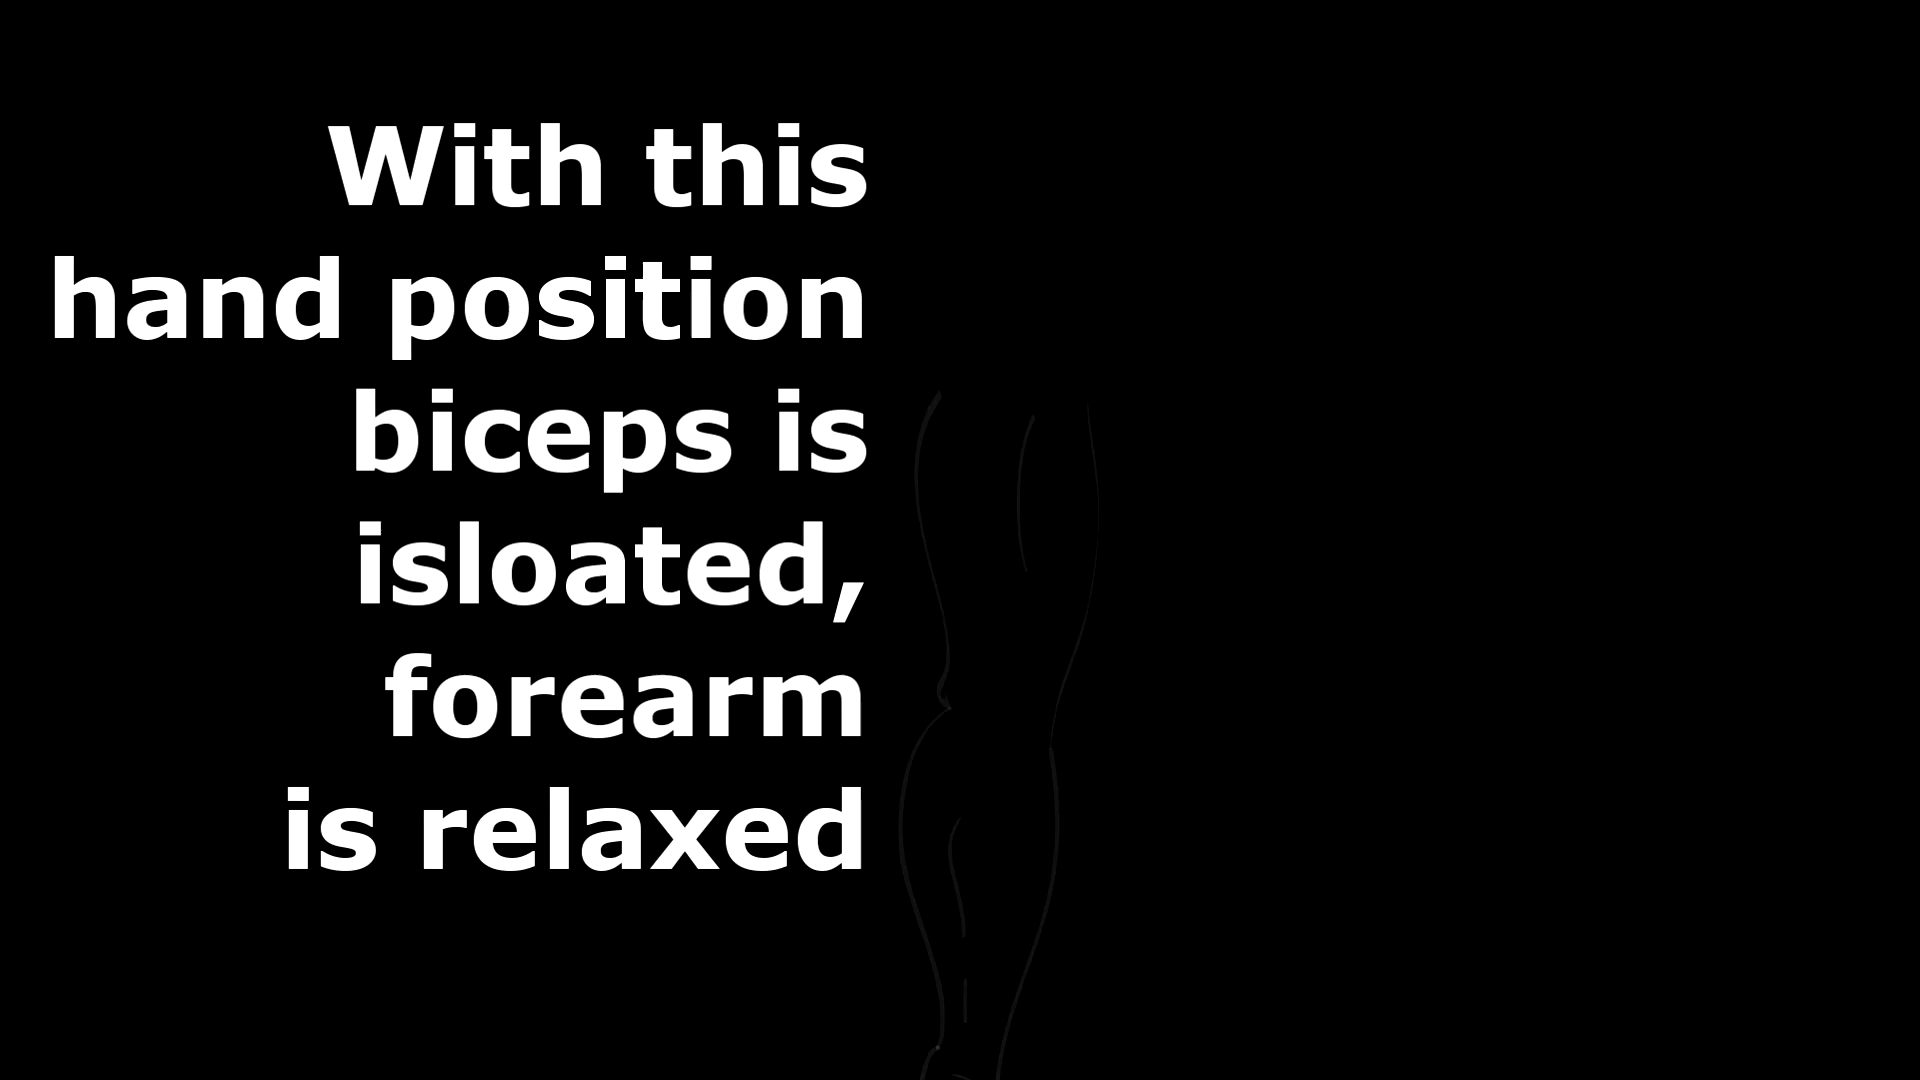 With this
hand position
biceps is
isloated,
forearm
is relaxed